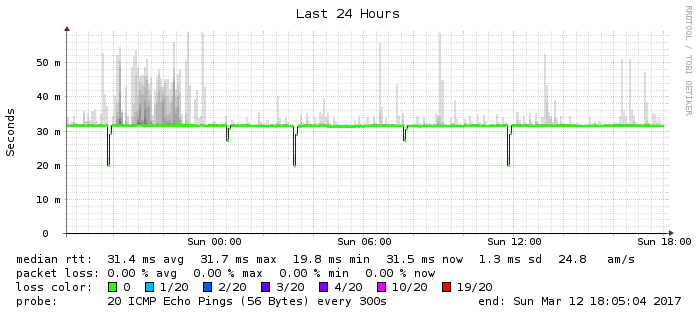 Last 24 Hours
RRDTOOL / TOBI OETIKER
Seconds
50 m
40 m
30 m
20 m
10 m
0
Sun 00:00 Sun 06:00 Sun 12:00 Sun 18:00
median rtt: 31.4 ms avg 31.7 ms max 19.8 ms min 31.5 ms now 1.3 ms sd 24.8 am/s
packet loss: 0.00 % avg 0.00 % max 0.00 % min 0.00 % now
loss color: 0 1/20 2/20 3/20 4/20 10/20 19/20
probe: 20 ICMP Echo Pings (56 Bytes) every 300s end: Sun Mar 12 18:05:04 2017